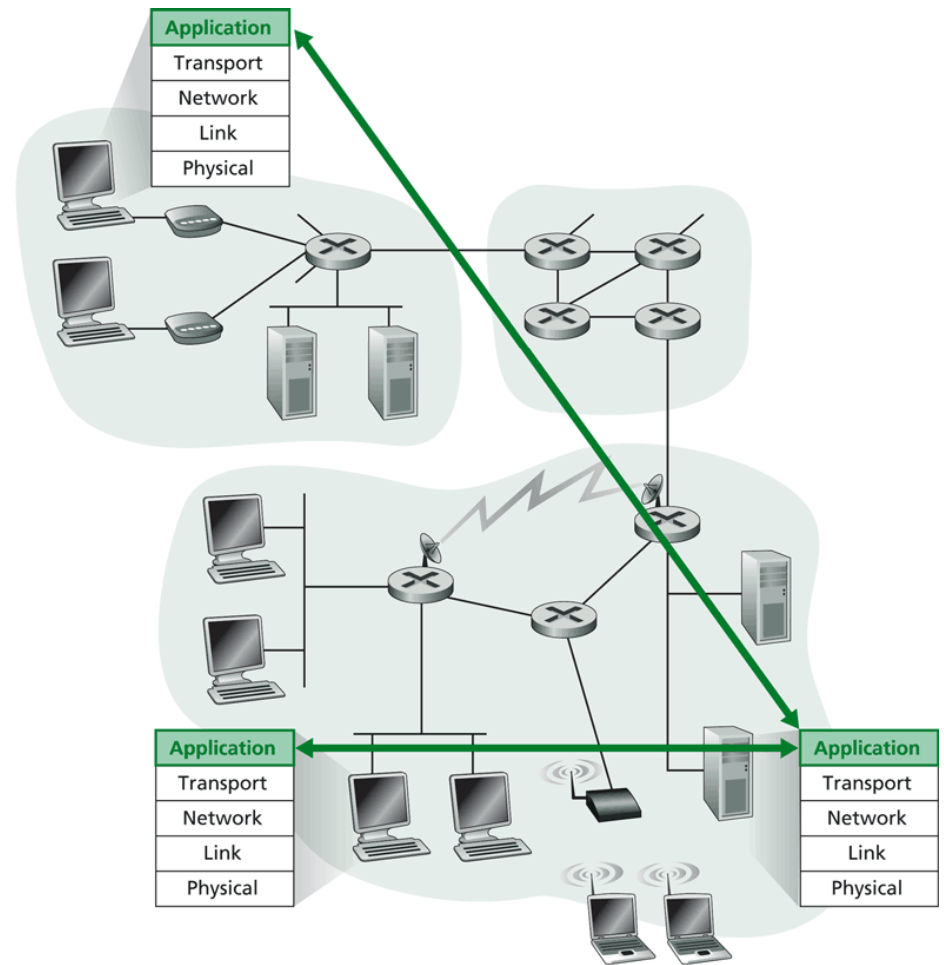 Application
Transport
Network
Link
Physical
Application
Transport
Network
Link
Physical
Application
Transport
Network
Link
Physical